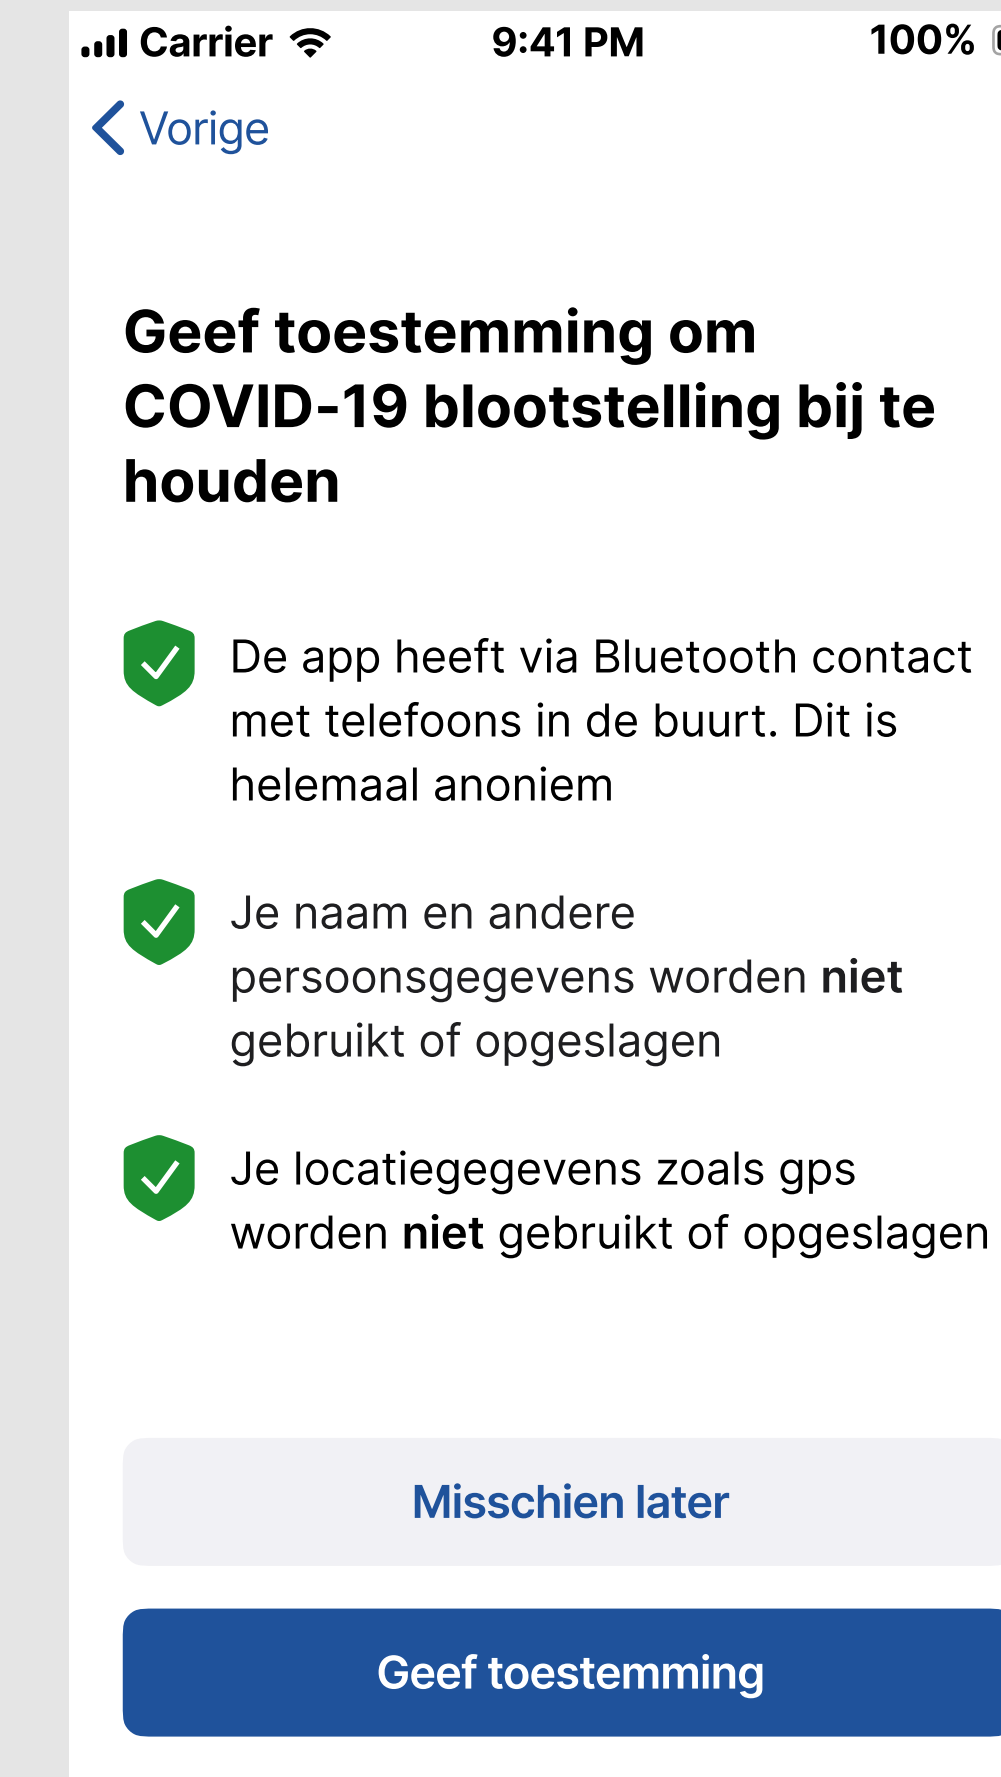 Carrier 9:41 PM 100%
Vorige
Geef toestemming om
COVID-19 blootstelling bij te
houden
De app heeft via Bluetooth contact
met telefoons in de buurt. Dit is
helemaal anoniem
Je naam en andere
persoonsgegevens worden niet
gebruikt of opgeslagen
Je locatiegegevens zoals gps
worden niet gebruikt of opgeslagen
Misschien later
Geef toestemming